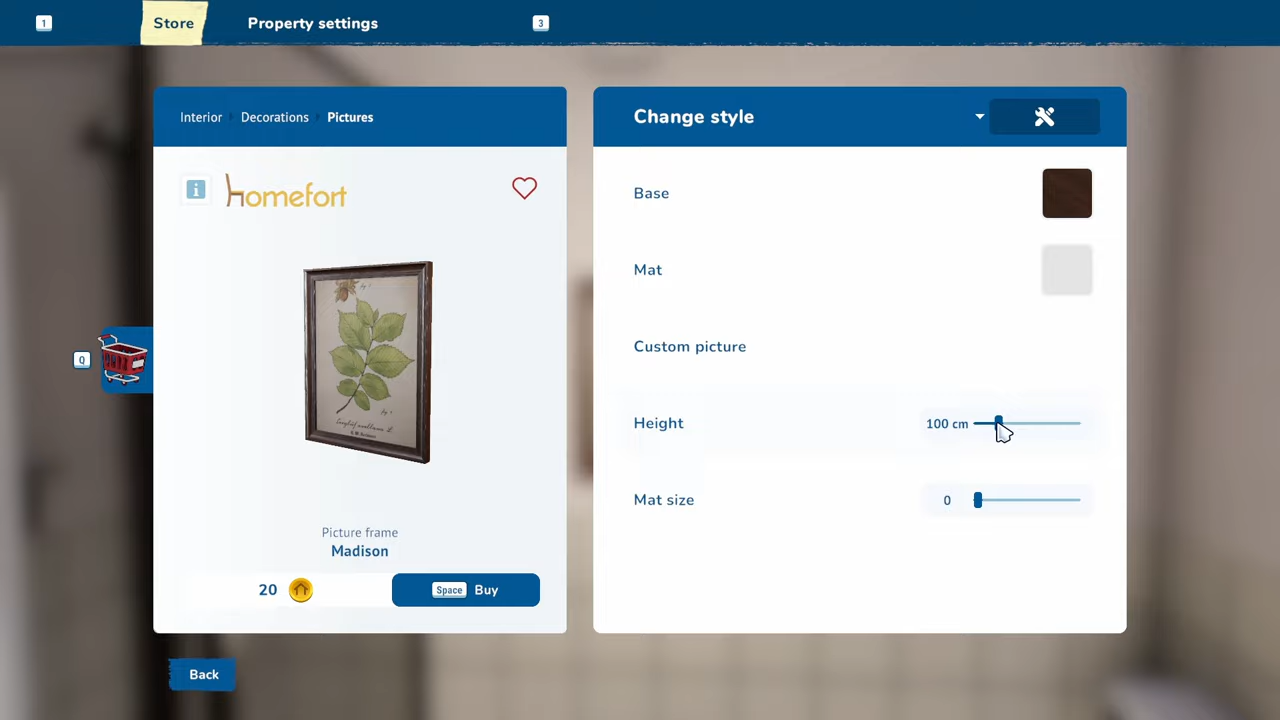 1
Store
Property settings
3
Interior
Decorations
Pictures
homefort
Picture frame
Madison
20
Space Buy
Q
Back
Change style
Base
Mat
Custom picture
Height
100 cm
Mat size
0